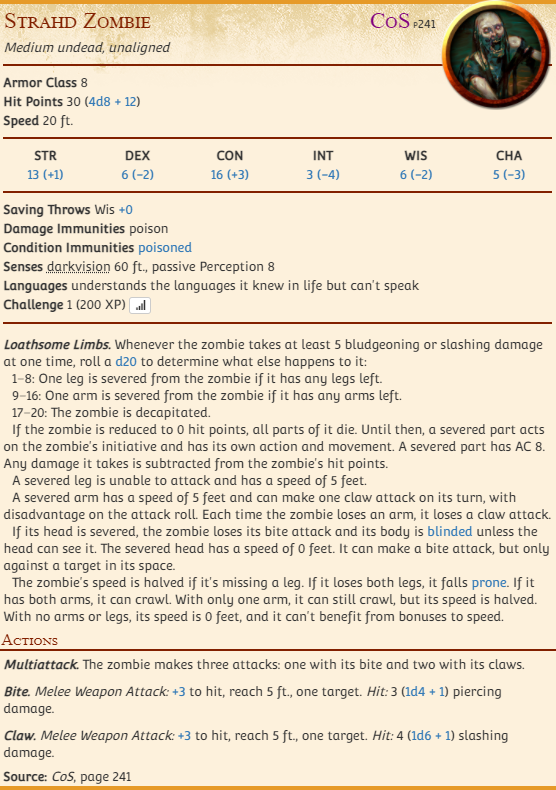 Strahd Zombie CoS P241
Medium undead, unaligned
Armor Class 8
Hit Points 30 (4d8 + 12)
Speed 20 ft.
STR DEX CON INT WIS CHA
13 (+1) 6 (−2) 16 (+3) 3 (−4) 6 (−2) 5 (−3)
Saving Throws Wis +0
Damage Immunities poison
Condition Immunities poisoned
Senses darkvision 60 ft., passive Perception 8
Languages understands the languages it knew in life but can't speak
Challenge 1 (200 XP)
Loathsome Limbs. Whenever the zombie takes at least 5 bludgeoning or slashing damage
at one time, roll a d20 to determine what else happens to it:
1–8: One leg is severed from the zombie if it has any legs left.
9–16: One arm is severed from the zombie if it has any arms left.
17–20: The zombie is decapitated.
If the zombie is reduced to 0 hit points, all parts of it die. Until then, a severed part acts
on the zombie's initiative and has its own action and movement. A severed part has AC 8.
Any damage it takes is subtracted from the zombie's hit points.
A severed leg is unable to attack and has a speed of 5 feet.
A severed arm has a speed of 5 feet and can make one claw attack on its turn, with
disadvantage on the attack roll. Each time the zombie loses an arm, it loses a claw attack.
If its head is severed, the zombie loses its bite attack and its body is blinded unless the
head can see it. The severed head has a speed of 0 feet. It can make a bite attack, but only
against a target in its space.
The zombie's speed is halved if it's missing a leg. If it loses both legs, it falls prone. If it
has both arms, it can crawl. With only one arm, it can still crawl, but its speed is halved.
With no arms or legs, its speed is 0 feet, and it can't benefit from bonuses to speed.
Actions
Multiattack. The zombie makes three attacks: one with its bite and two with its claws.
Bite. Melee Weapon Attack: +3 to hit, reach 5 ft., one target. Hit: 3 (1d4 + 1) piercing
damage.
Claw. Melee Weapon Attack: +3 to hit, reach 5 ft., one target. Hit: 4 (1d6 + 1) slashing
damage.
Source: CoS, page 241